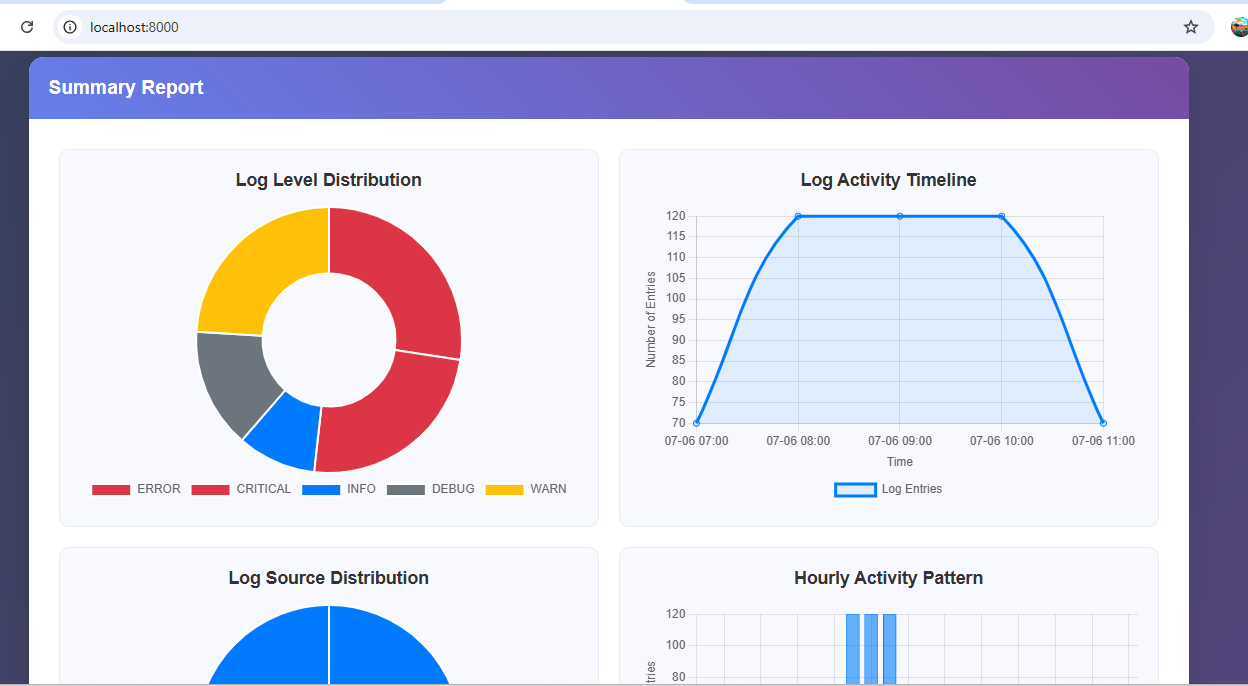 localhost:8000
Summary Report
Log Level Distribution
ERROR CRITICAL INFO DEBUG WARN
Log Activity Timeline
Number of Entries
120
115
110
105
100
95
90
85
80
75
70
07-06 07:00 07-06 08:00 07-06 09:00 07-06 10:00 07-06 11:00
Time
Log Entries
Log Source Distribution
Hourly Activity Pattern
120
100
80
tries